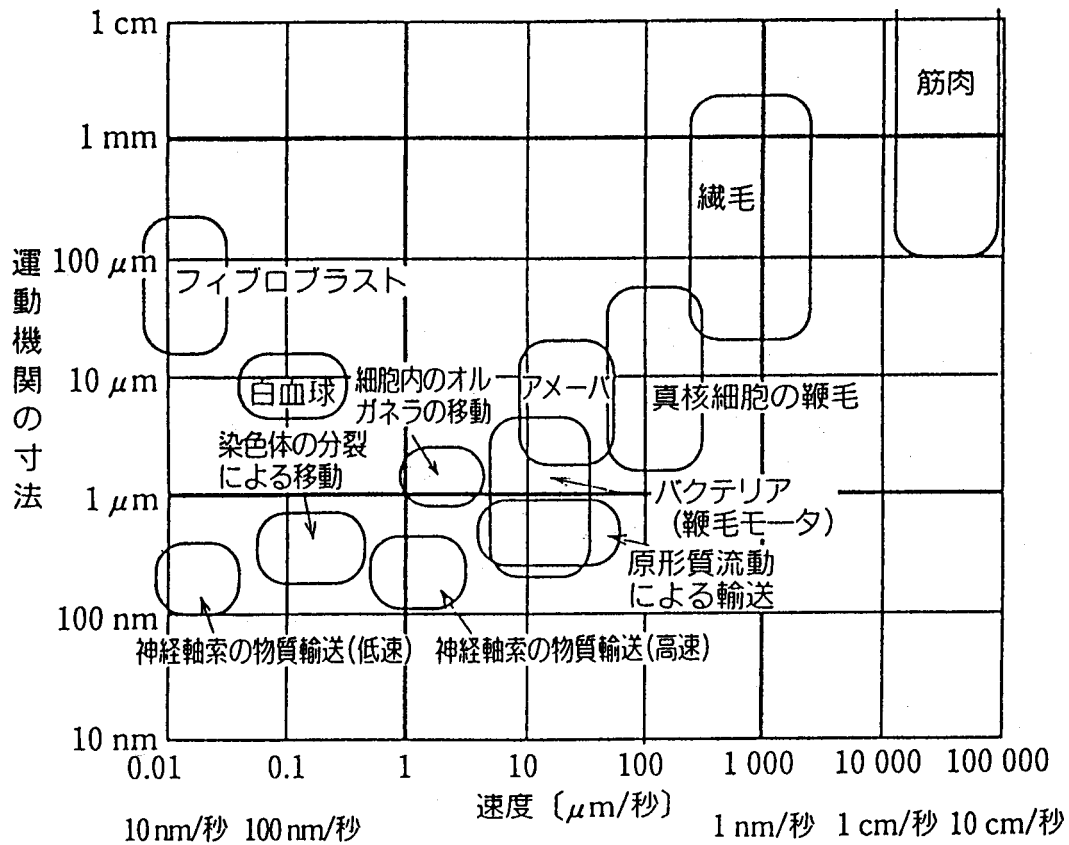 1 cm
筋肉
1 mm
繊毛
運動機関の寸法
100 μm
フィブロブラスト
10 μm
白血球
細胞内のオル
ガネラの移動
アメーバ
真核細胞の鞭毛
染色体の分裂
による移動
1 μm
バクテリア
(鞭毛モータ)
原形質流動
による輸送
100 nm
神経軸索の物質輸送(低速)
神経軸索の物質輸送(高速)
10 nm
0.01 0.1 1 10 100 1 000 10 000 100 000
速度〔μm/秒〕
10 nm/秒 100 nm/秒 1 nm/秒 1 cm/秒 10 cm/秒